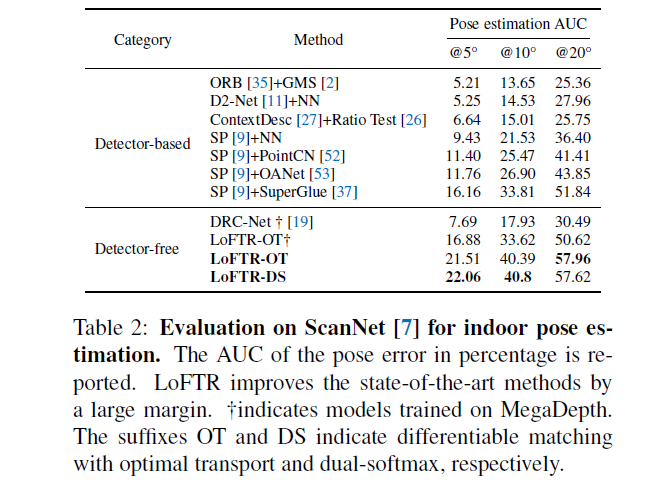 Category Method Pose estimation AUC
@5° @10° @20°
Detector-based
ORB [35]+GMS [2] 5.21 13.65 25.36
D2-Net [11]+NN 5.25 14.53 27.96
ContextDesc [27]+Ratio Test [26] 6.64 15.01 25.75
SP [9]+NN 9.43 21.53 36.40
SP [9]+PointCN [52] 11.40 25.47 41.41
SP [9]+OANet [53] 11.76 26.90 43.85
SP [9]+SuperGlue [37] 16.16 33.81 51.84
Detector-free
DRC-Net † [19] 7.69 17.93 30.49
LoFTR-OT† 16.88 33.62 50.62
LoFTR-OT 21.51 40.39 57.96
LoFTR-DS 22.06 40.8 57.62
Table 2: Evaluation on ScanNet [7] for indoor pose es-
timation. The AUC of the pose error in percentage is re-
ported. LoFTR improves the state-of-the-art methods by
a large margin. †indicates models trained on MegaDepth.
The suffixes OT and DS indicate differentiable matching
with optimal transport and dual-softmax, respectively.